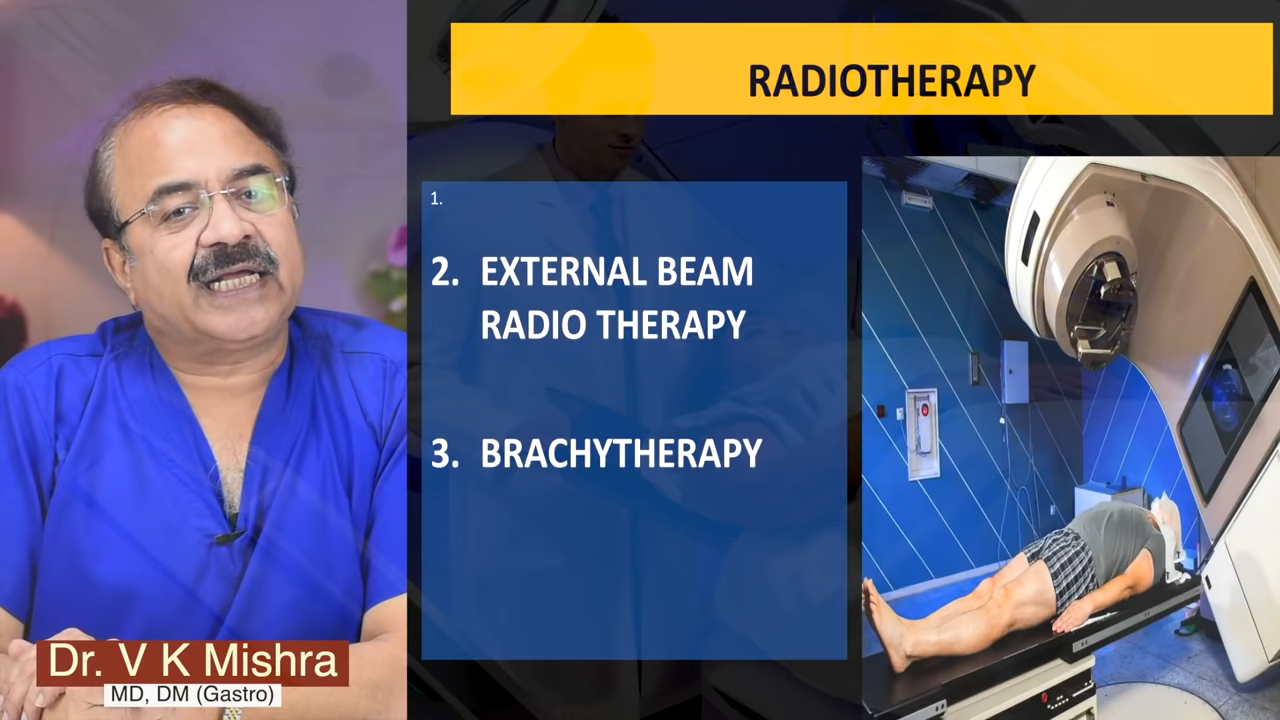 RADIOTHERAPY
1.
2. EXTERNAL BEAM
RADIO THERAPY
3. BRACHYTHERAPY
Dr. V K Mishra
MD, DM (Gastro)